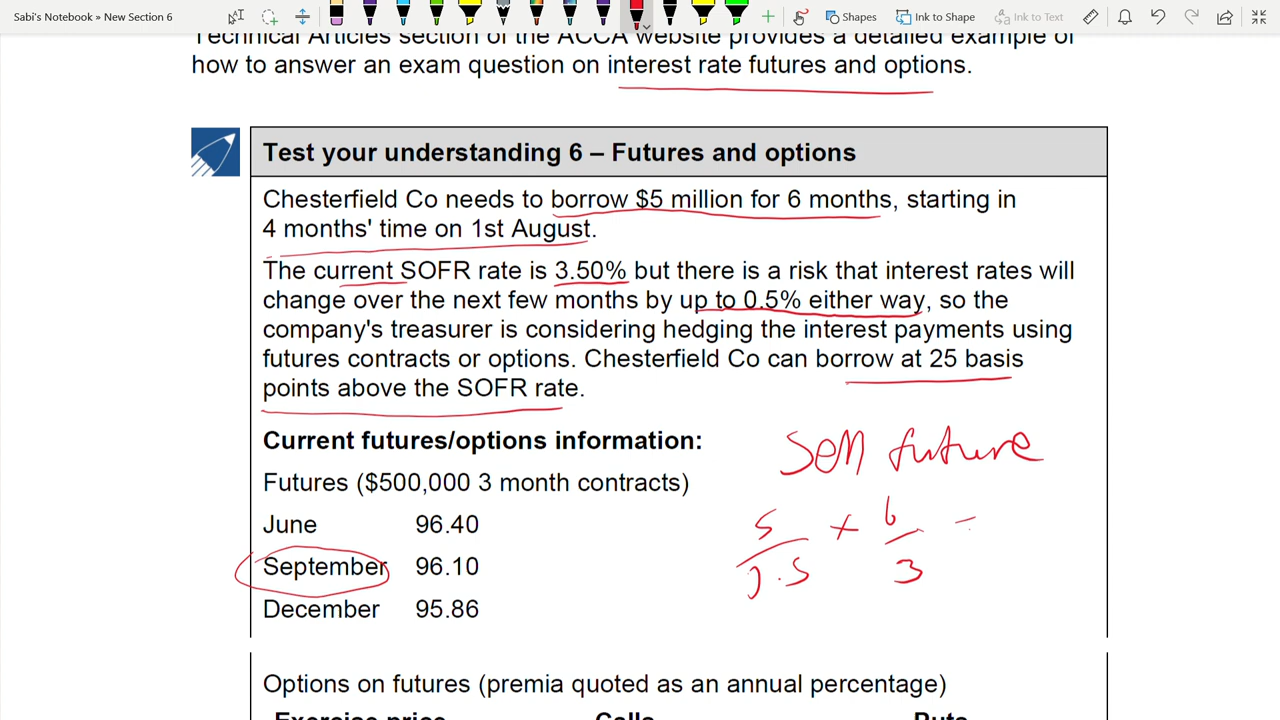 Sabi's Notebook » New Section 6
Shapes
Ink to Shape
Ink to Text
Technical Articles section of the ACCA website provides a detailed example of
how to answer an exam question on interest rate futures and options.
Test your understanding 6 – Futures and options
Chesterfield Co needs to borrow $5 million for 6 months, starting in
4 months' time on 1st August.
The current SOFR rate is 3.50% but there is a risk that interest rates will
change over the next few months by up to 0.5% either way, so the
company's treasurer is considering hedging the interest payments using
futures contracts or options. Chesterfield Co can borrow at 25 basis
points above the SOFR rate.
Current futures/options information:
Sell future
Futures ($500,000 3 month contracts)
June 96.40
5 × 6 =
0.5 3
September 96.10
December 95.86
Options on futures (premia quoted as an annual percentage)
Exercise price Calls Puts